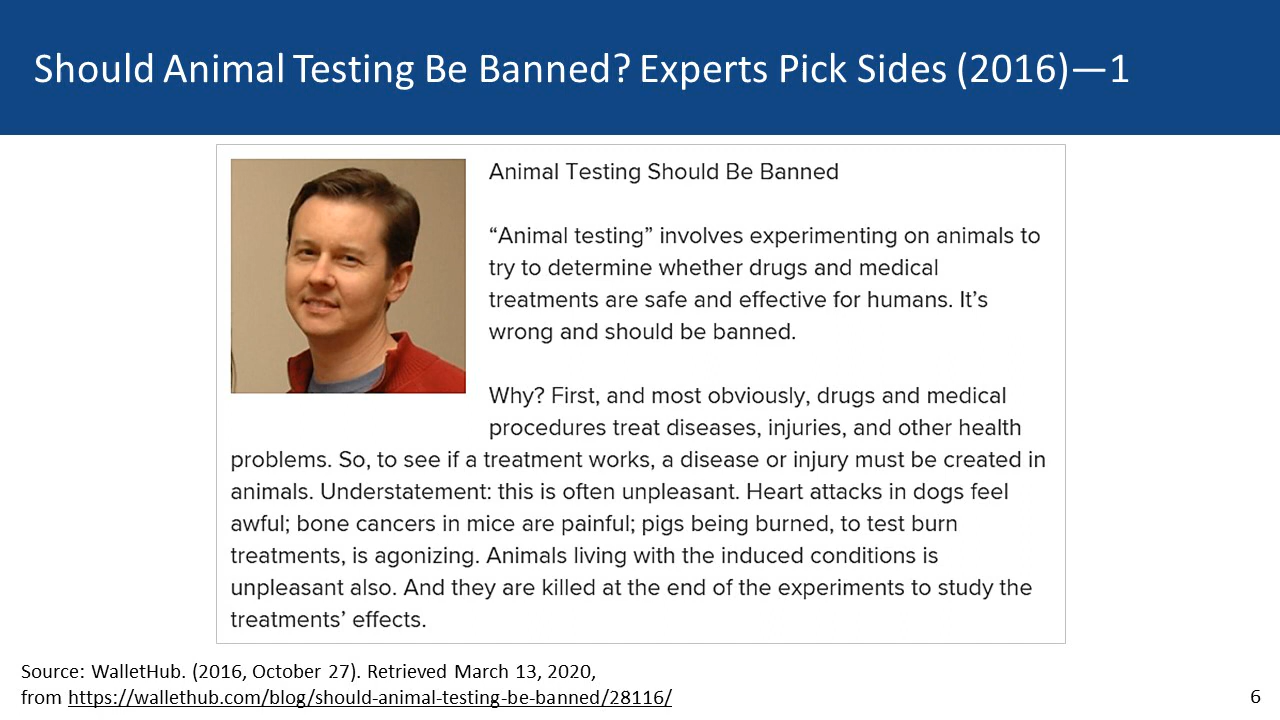 Should Animal Testing Be Banned? Experts Pick Sides (2016)—1
Animal Testing Should Be Banned
“Animal testing” involves experimenting on animals to
try to determine whether drugs and medical
treatments are safe and effective for humans. It’s
wrong and should be banned.
Why? First, and most obviously, drugs and medical
procedures treat diseases, injuries, and other health
problems. So, to see if a treatment works, a disease or injury must be created in
animals. Understatement: this is often unpleasant. Heart attacks in dogs feel
awful; bone cancers in mice are painful; pigs being burned, to test burn
treatments, is agonizing. Animals living with the induced conditions is
unpleasant also. And they are killed at the end of the experiments to study the
treatments’ effects.
Source: WalletHub. (2016, October 27). Retrieved March 13, 2020,
from https://wallethub.com/blog/should-animal-testing-be-banned/28116/
6